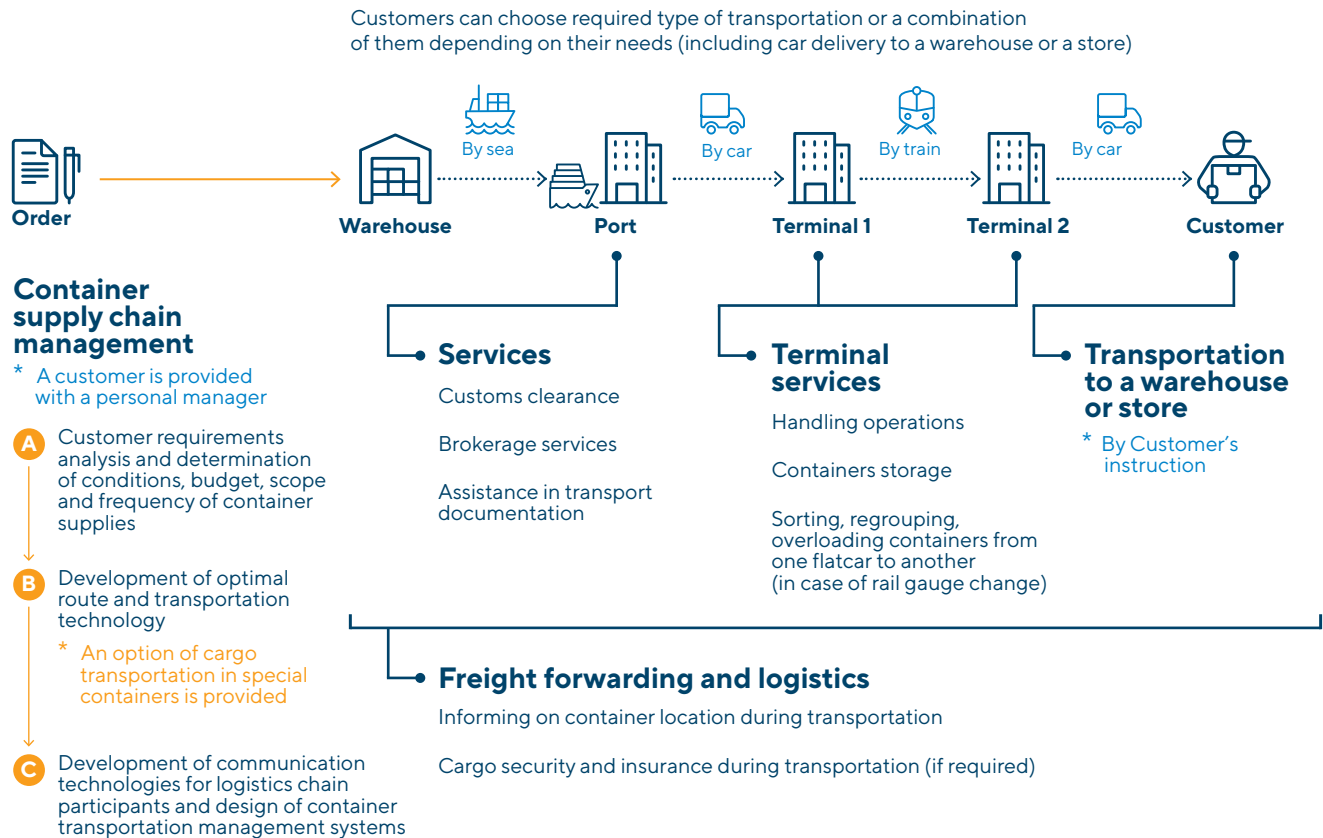 Customers can choose required type of transportation or a combination
of them depending on their needs (including car delivery to a warehouse or a store)
By sea
By car
By train
By car
Order
Warehouse
Port
Terminal 1
Terminal 2
Customer
Container
supply chain
management
* A customer is provided
with a personal manager
A
Customer requirements
analysis and determination
of conditions, budget, scope
and frequency of container
supplies
B
Development of optimal
route and transportation
technology
* An option of cargo
transportation in special
containers is provided
C
Development of communication
technologies for logistics chain
participants and design of container
transportation management systems
Services
Customs clearance
Brokerage services
Assistance in transport
documentation
Terminal
services
Handling operations
Containers storage
Sorting, regrouping,
overloading containers from
one flatcar to another
(in case of rail gauge change)
Transportation
to a warehouse
or store
* By Customer's
instruction
Freight forwarding and logistics
Informing on container location during transportation
Cargo security and insurance during transportation (if required)